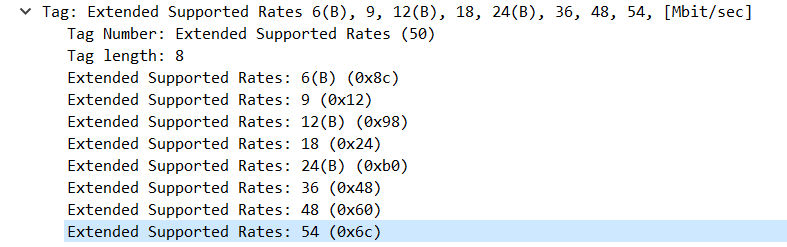 Tag: Extended Supported Rates 6(B), 9, 12(B), 18, 24(B), 36, 48, 54, [Mbit/sec]
Tag Number: Extended Supported Rates (50)
Tag length: 8
Extended Supported Rates: 6(B) (0x8c)
Extended Supported Rates: 9 (0x12)
Extended Supported Rates: 12(B) (0x98)
Extended Supported Rates: 18 (0x24)
Extended Supported Rates: 24(B) (0xb0)
Extended Supported Rates: 36 (0x48)
Extended Supported Rates: 48 (0x60)
Extended Supported Rates: 54 (0x6c)